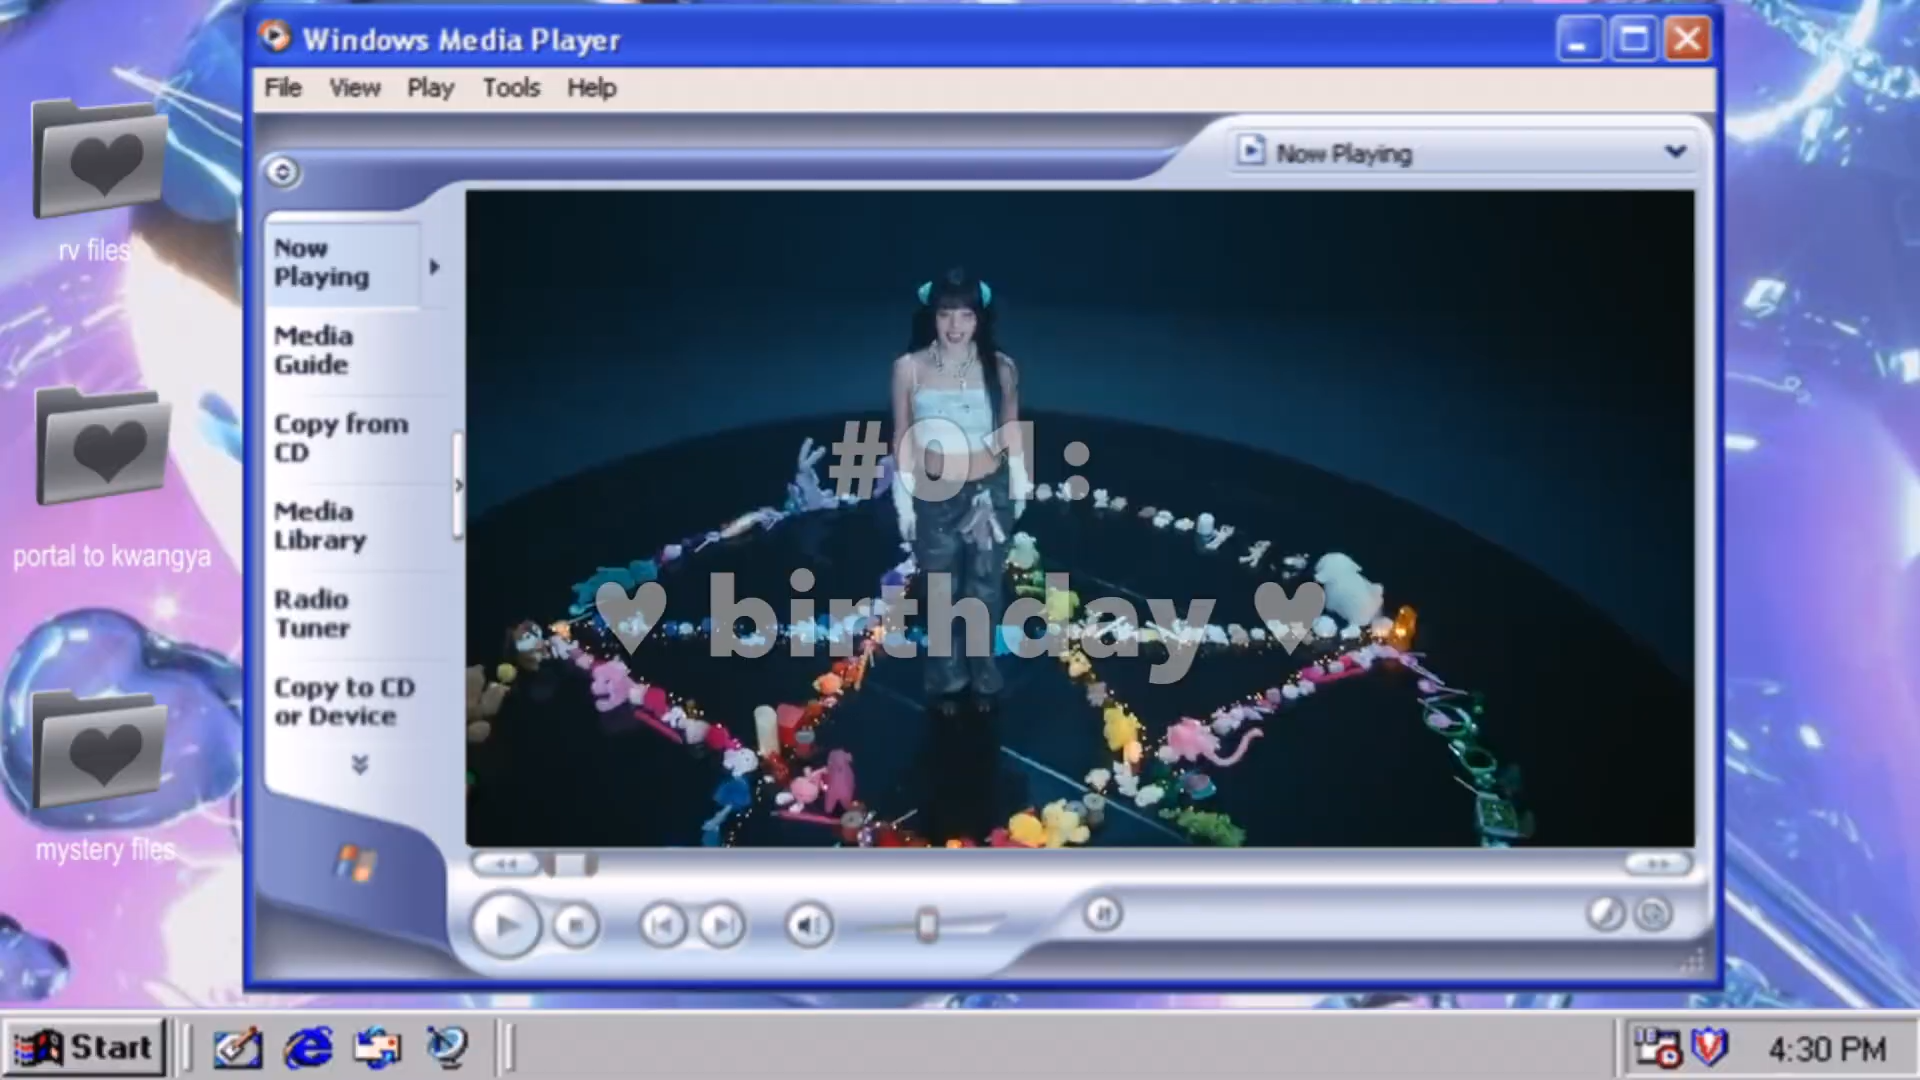 Windows Media Player
File View Play Tools Help
Now Playing
Now
Playing
Media
Guide
Copy from
CD
Media
Library
Radio
Tuner
Copy to CD
or Device
#01:
♥ birthday ♥
rv files
portal to kwangya
mystery files
Start
4:30 PM